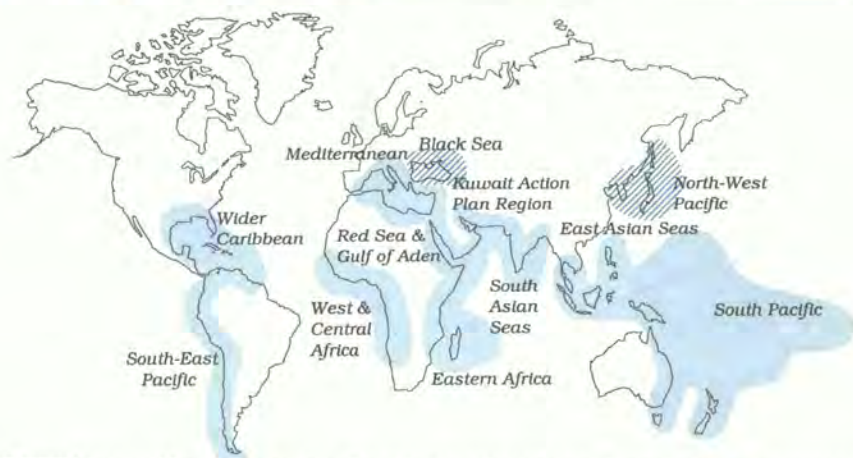 Black Sea
Mediterranean
Kuwait Action
Plan Region
North-West
Pacific
Wider
Caribbean
East Asian Seas
Red Sea &
Gulf of Aden
South
Asian
Seas
West &
Central
Africa
South Pacific
South-East
Pacific
Eastern Africa